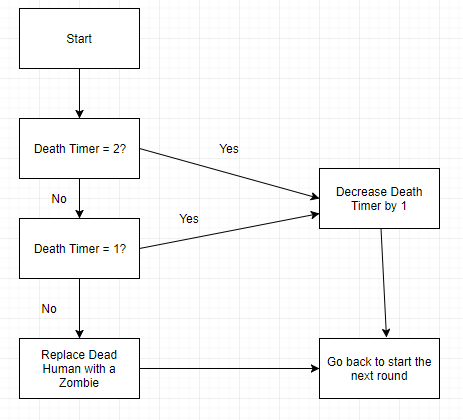 Start
Death Timer = 2?
Yes
No
Decrease Death
Timer by 1
Yes
Death Timer = 1?
No
Replace Dead
Human with a
Zombie
Go back to start the
next round